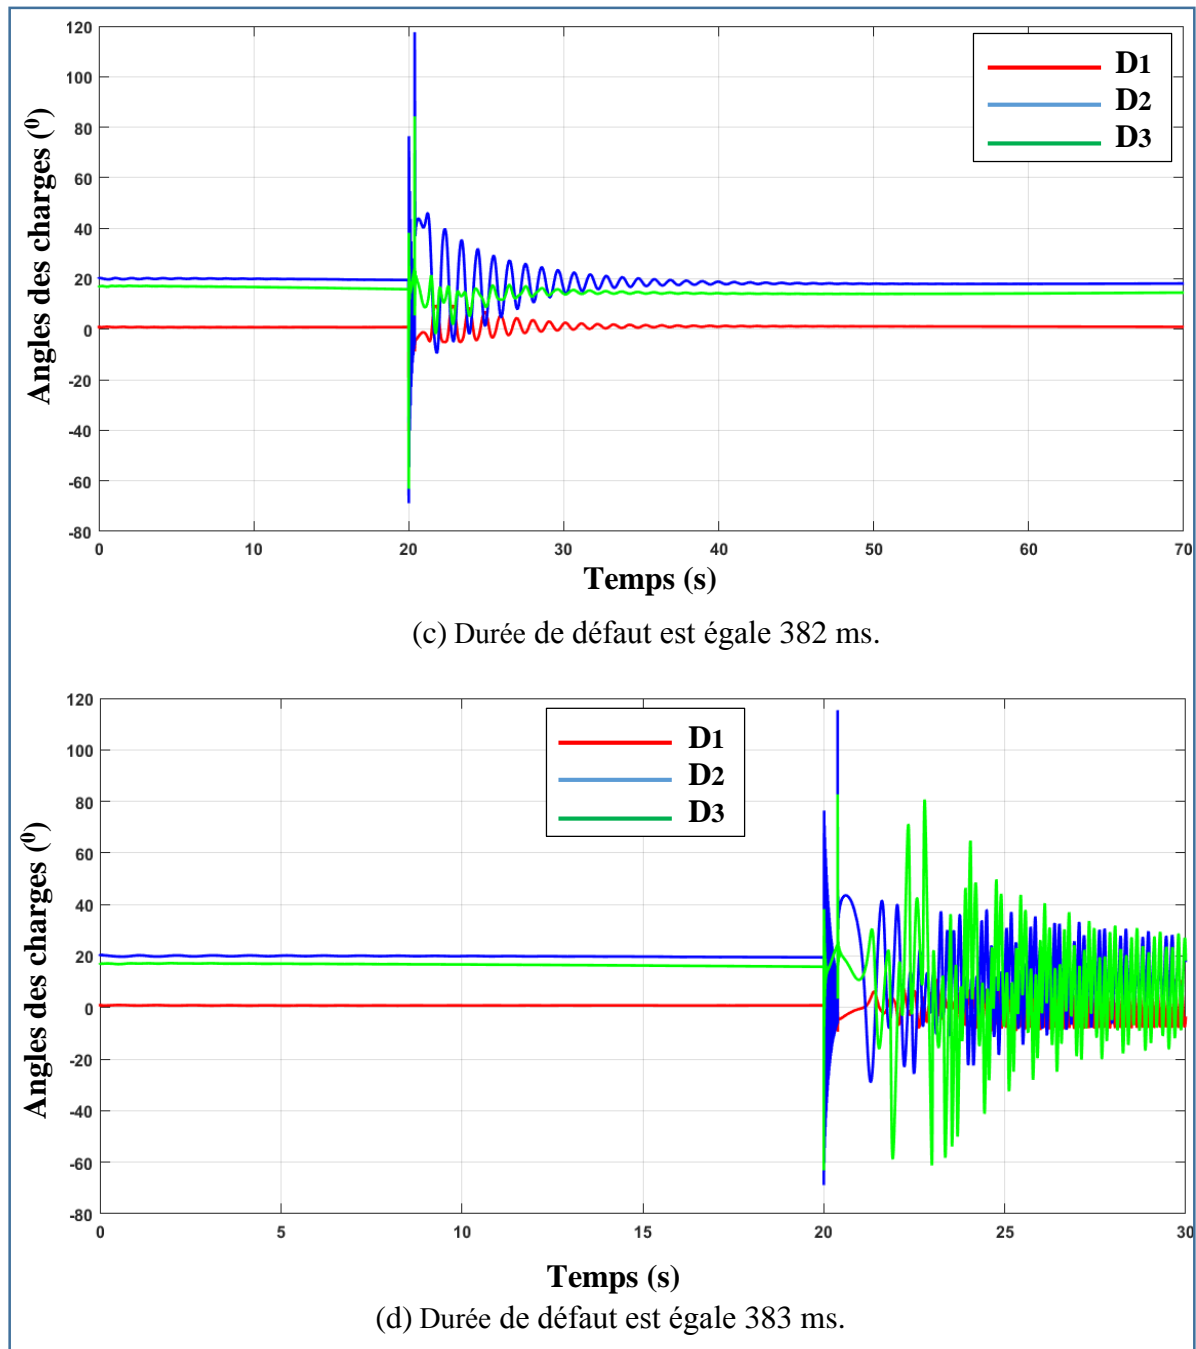 120
100
80
60
40
20
0
-20
-40
-60
-80
Angles des charges (⁰)
D1
D2
D3
0 10 20 30 40 50 60 70
Temps (s)
(c) Durée de défaut est égale 382 ms.
120
100
80
60
40
20
0
-20
-40
-60
-80
Angles des charges (⁰)
D1
D2
D3
0 5 10 15 20 25 30
Temps (s)
(d) Durée de défaut est égale 383 ms.